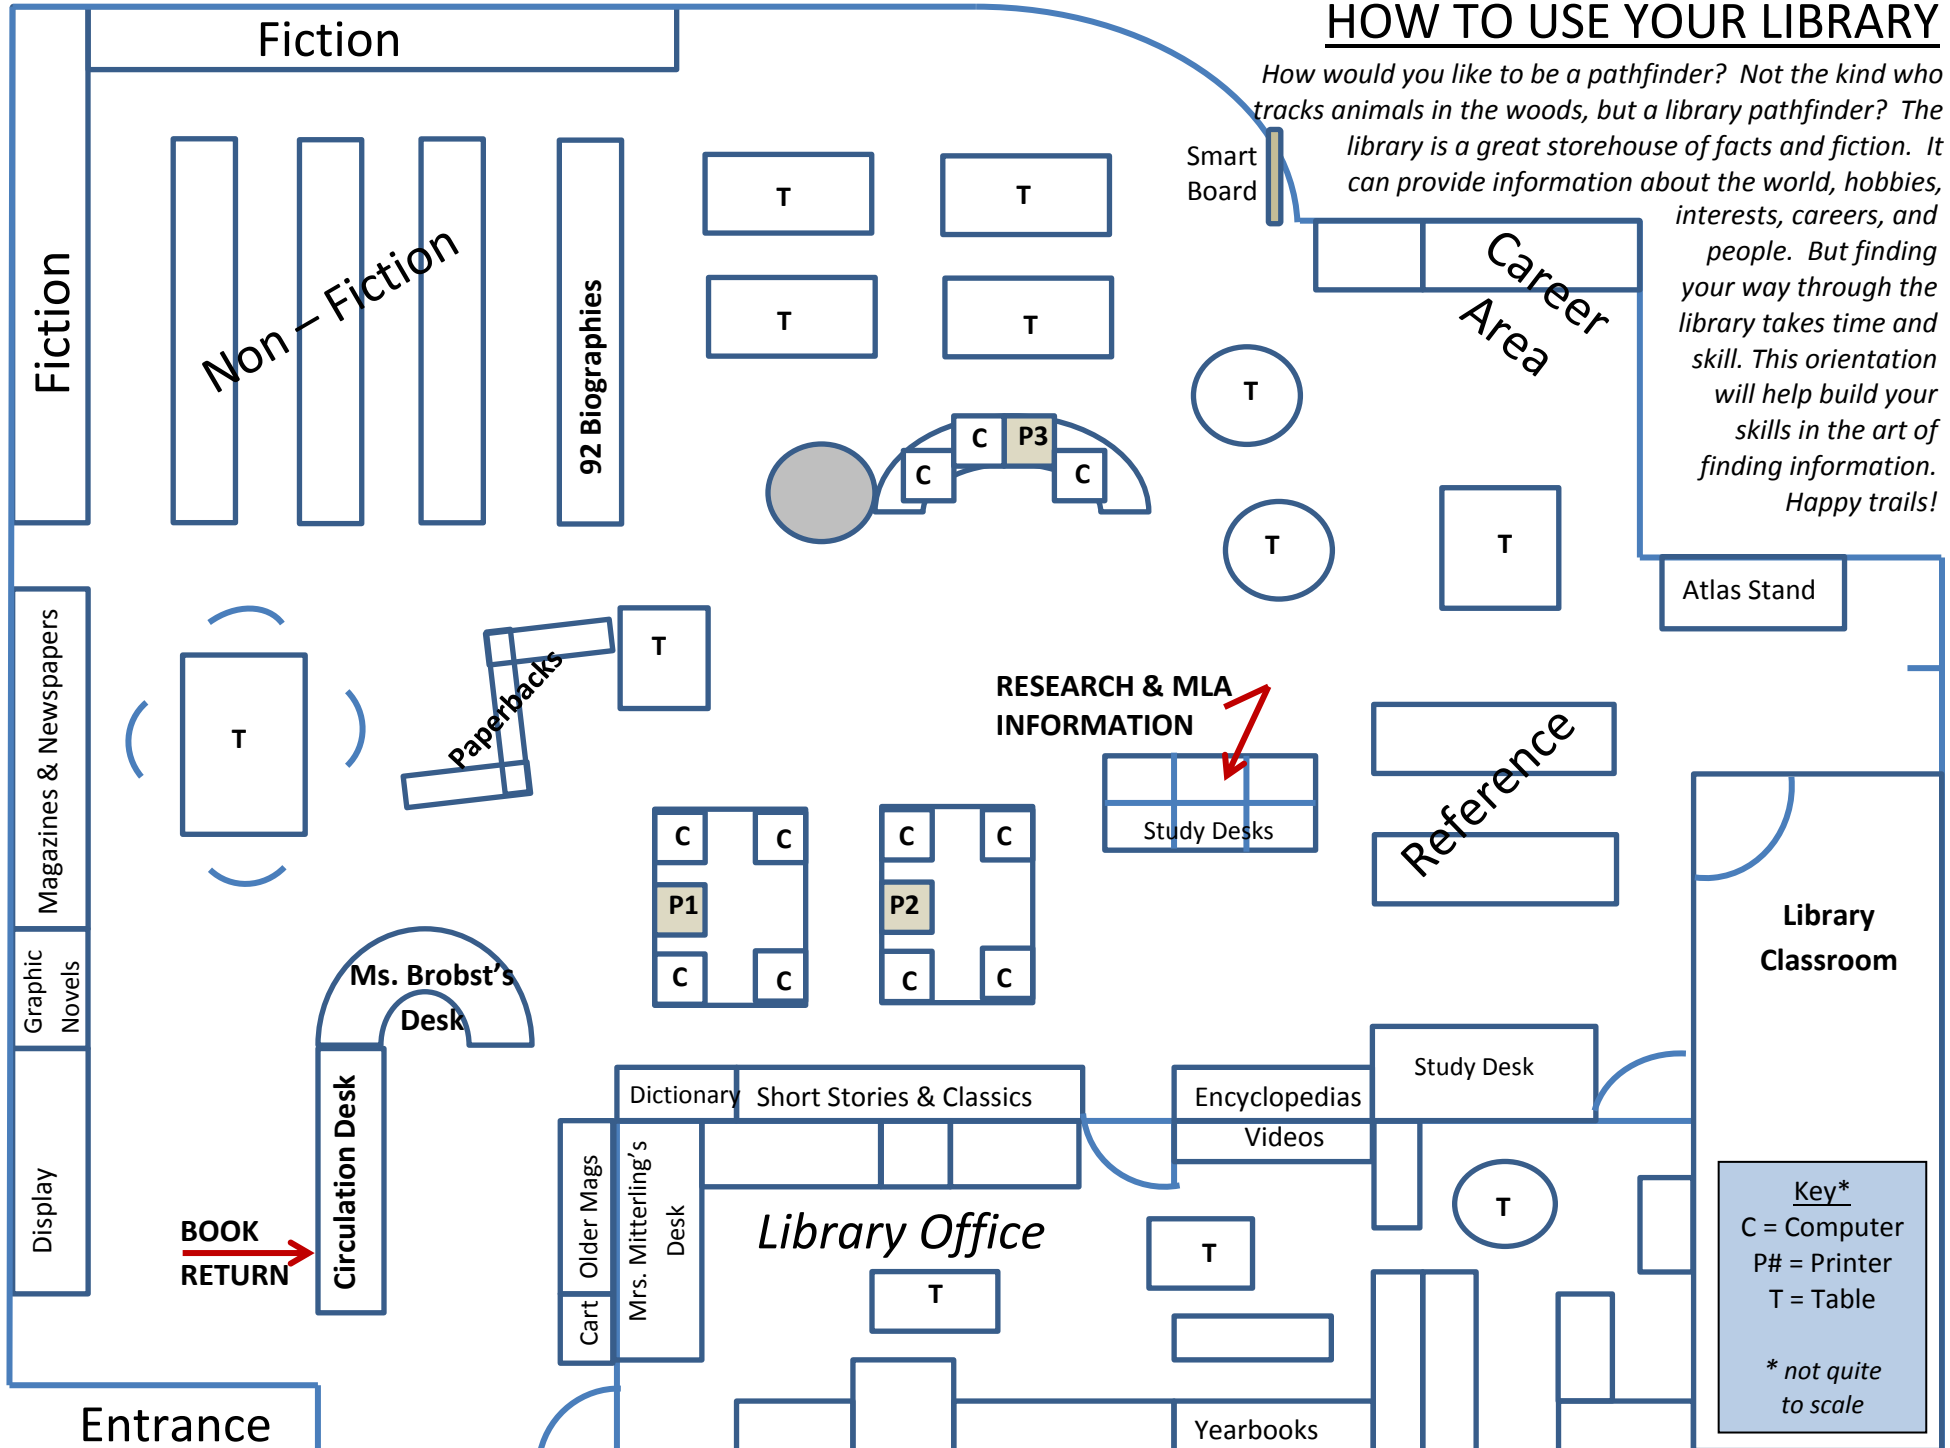 HOW TO USE YOUR LIBRARY
How would you like to be a pathfinder?  Not the kind who
tracks animals in the woods, but a library pathfinder?  The
library is a great storehouse of facts and fiction.  It
can provide information about the world, hobbies,
interests, careers, and
people.  But finding
your way through the
library takes time and
skill. This orientation
will help build your
skills in the art of
finding information.
Happy trails!
Fiction
Fiction
Non – Fiction
92 Biographies
T
T
T
T
Smart
Board
Career
Area
T
C
P3
C
C
T
T
Atlas Stand
Magazines & Newspapers
T
Paperbacks
T
RESEARCH & MLA
INFORMATION
Study Desks
Reference
C
C
P1
C
C
C
C
P2
C
C
Library
Classroom
Graphic
Novels
Ms. Brobst's
Desk
Display
Circulation Desk
BOOK
RETURN
Dictionary
Short Stories & Classics
Encyclopedias
Study Desk
Videos
Older Mags
Cart
Mrs. Mitterling's
Desk
Library Office
T
T
T
Yearbooks
Entrance
Key*
C = Computer
P# = Printer
T = Table
* not quite
to scale